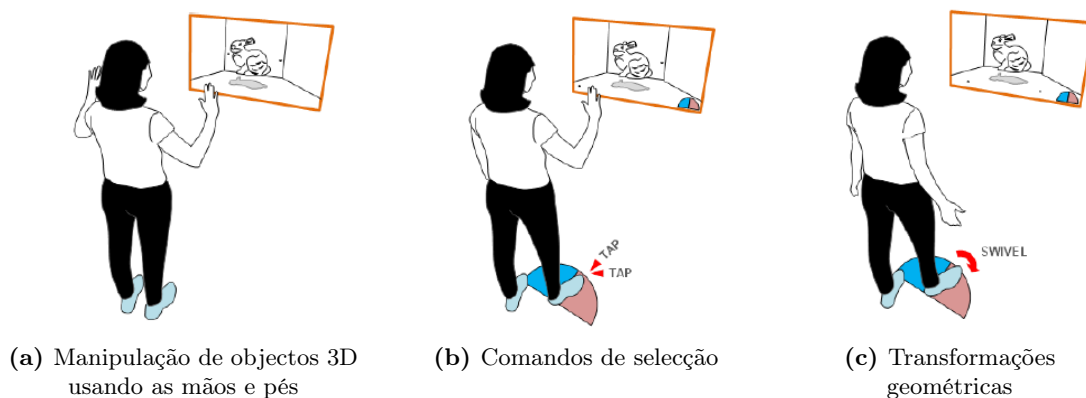 TAP
TAP
SWIVEL
(a) Manipulação de objectos 3D
usando as mãos e pés
(b) Comandos de selecção
(c) Transformações
geométricas